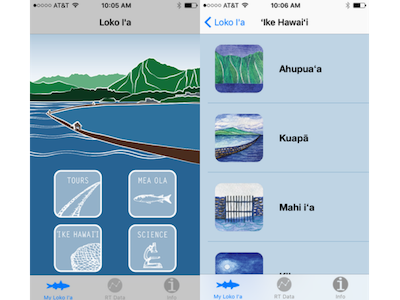 AT&T 10:05 AM
Loko I'a
TOURS
MEA OLA
'IKE HAWAI'I
SCIENCE
My Loko I'a
RT Data
Info
AT&T 10:06 AM
Loko I'a
'Ike Hawai'i
Ahupua'a
Kuapā
Mahi i'a
My Loko I'a
RT Data
Info